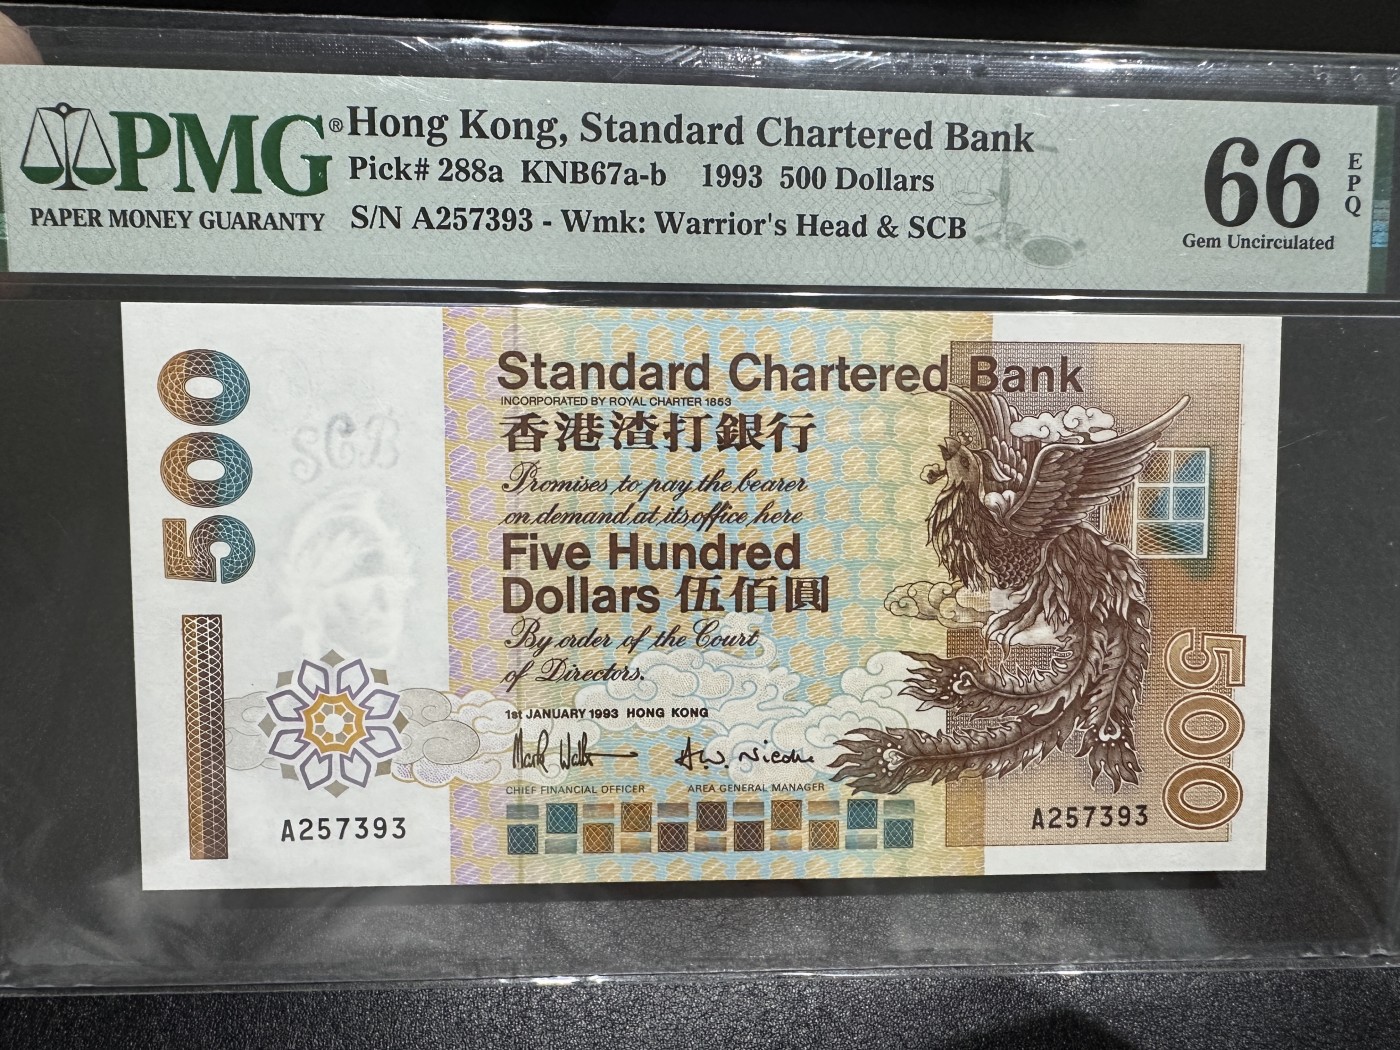 PMG®
PAPER MONEY GUARANTY
Hong Kong, Standard Chartered Bank
Pick# 288a KNB67a-b 1993 500 Dollars
S/N A257393 - Wmk: Warrior's Head & SCB
66
EPQ
Gem Uncirculated
500
SCB
Standard Chartered Bank
INCORPORATED BY ROYAL CHARTER 1853
香港渣打銀行
Promises to pay the bearer
on demand at its office here
Five Hundred
Dollars 伍佰圓
By order of the Court
of Directors.
1st JANUARY 1993 HONG KONG
CHIEF FINANCIAL OFFICER AREA GENERAL MANAGER
A257393
A257393
500